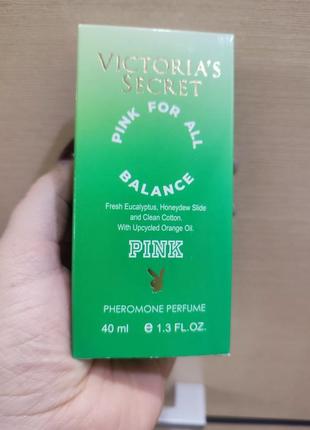 VICTORIA'S
SECRET
PINK FOR ALL
BALANCE
Fresh Eucalyptus, Honeydew Slide
and Clean Cotton.
With Upcycled Orange Oil.
PINK
PHEROMONE PERFUME
40 ml e 1.3 FL.OZ.